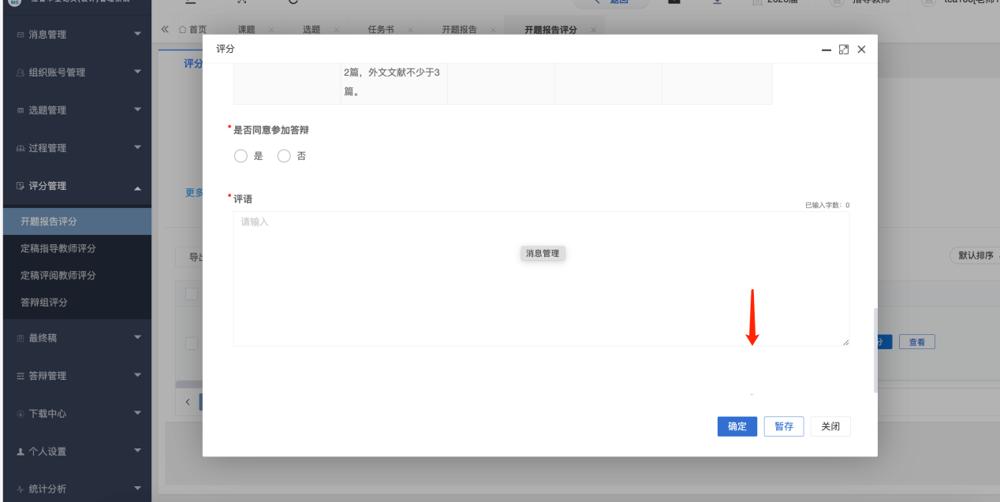 返回
2026届
指导教师
消息管理
组织账号管理
选题管理
过程管理
评分管理
开题报告评分
定稿指导教师评分
定稿评阅教师评分
答辩组评分
最终稿
答辩管理
下载中心
个人设置
统计分析
首页
课题
选题
任务书
开题报告
开题报告评分
评分
更多
默认排序
查看
评分
2篇，外文文献不少于3
篇。
*是否同意参加答辩
是
否
*评语
已输入字数：0
请输入
消息管理
确定
暂存
关闭